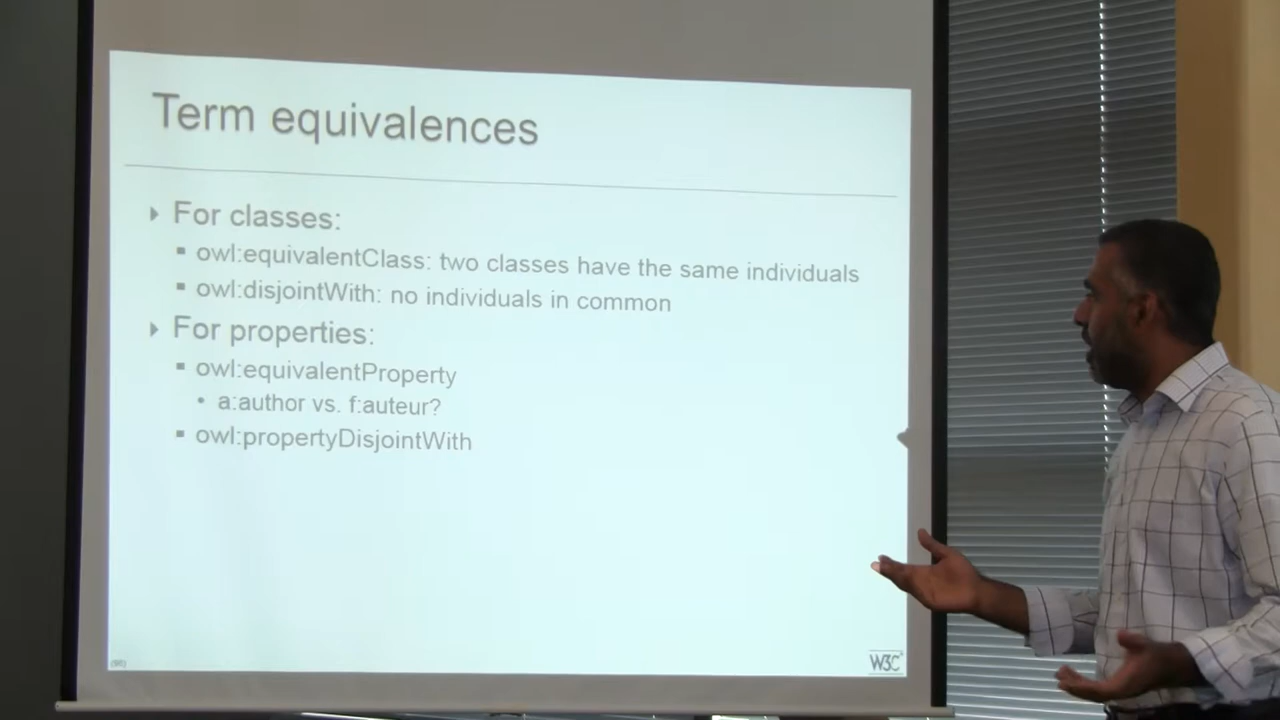 Term equivalences
For classes:
owl:equivalentClass: two classes have the same individuals
owl:disjointWith: no individuals in common
For properties:
owl:equivalentProperty
a:author vs. f:auteur?
owl:propertyDisjointWith
W3C